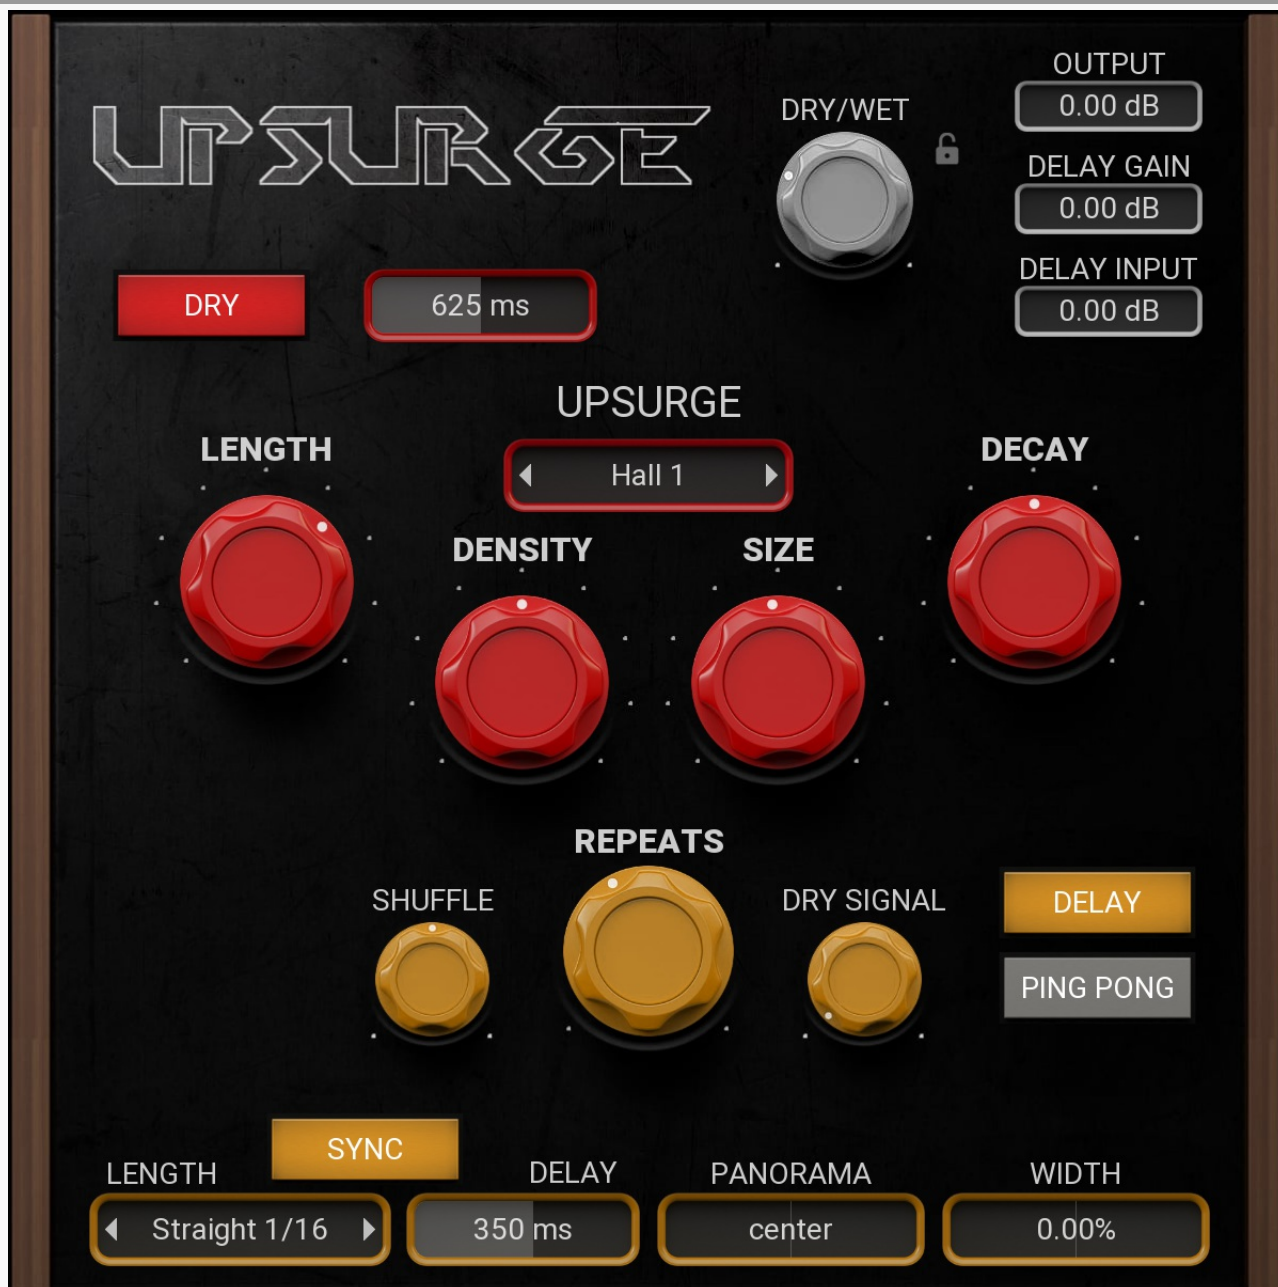 UPSURGE
DRY/WET
OUTPUT
0.00 dB
DELAY GAIN
0.00 dB
DELAY INPUT
0.00 dB
DRY
625 ms
UPSURGE
Hall 1
LENGTH
DECAY
DENSITY
SIZE
REPEATS
SHUFFLE
DRY SIGNAL
DELAY
PING PONG
SYNC
LENGTH
DELAY
PANORAMA
WIDTH
Straight 1/16
350 ms
center
0.00%